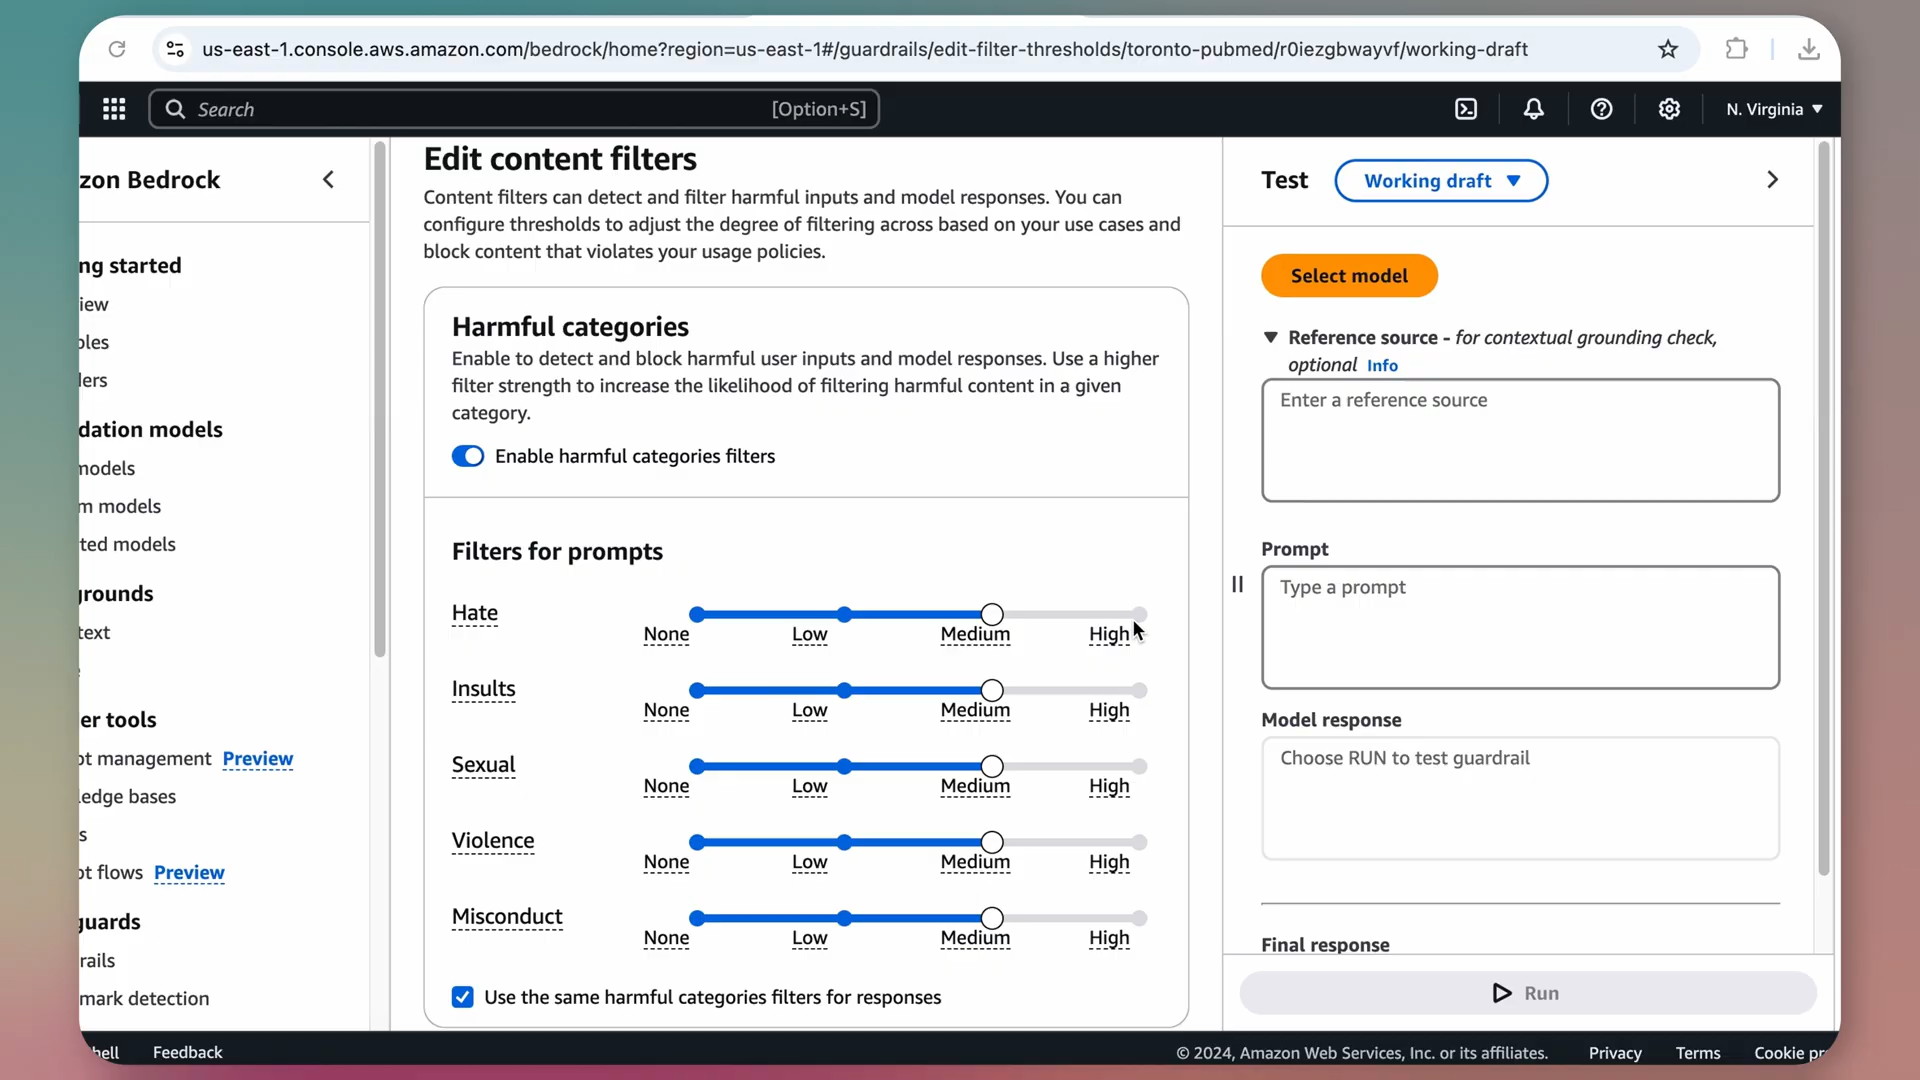 us-east-1.console.aws.amazon.com/bedrock/home?region=us-east-1#/guardrails/edit-filter-thresholds/toronto-pubmed/r0iezgbwayvf/working-draft
Search [Option+S]
N. Virginia
zon Bedrock
ng started
iew
ples
ders
dation models
models
m models
ted models
grounds
text
er tools
pt management Preview
ledge bases
s
pt flows Preview
guards
rails
mark detection
Edit content filters
Content filters can detect and filter harmful inputs and model responses. You can
configure thresholds to adjust the degree of filtering across based on your use cases and
block content that violates your usage policies.
Harmful categories
Enable to detect and block harmful user inputs and model responses. Use a higher
filter strength to increase the likelihood of filtering harmful content in a given
category.
Enable harmful categories filters
Filters for prompts
Hate
None Low Medium High
Insults
None Low Medium High
Sexual
None Low Medium High
Violence
None Low Medium High
Misconduct
None Low Medium High
Use the same harmful categories filters for responses
Test
Working draft
Select model
Reference source - for contextual grounding check,
optional Info
Enter a reference source
Prompt
Type a prompt
Model response
Choose RUN to test guardrail
Final response
Run
hell Feedback
© 2024, Amazon Web Services, Inc. or its affiliates. Privacy Terms Cookie pr